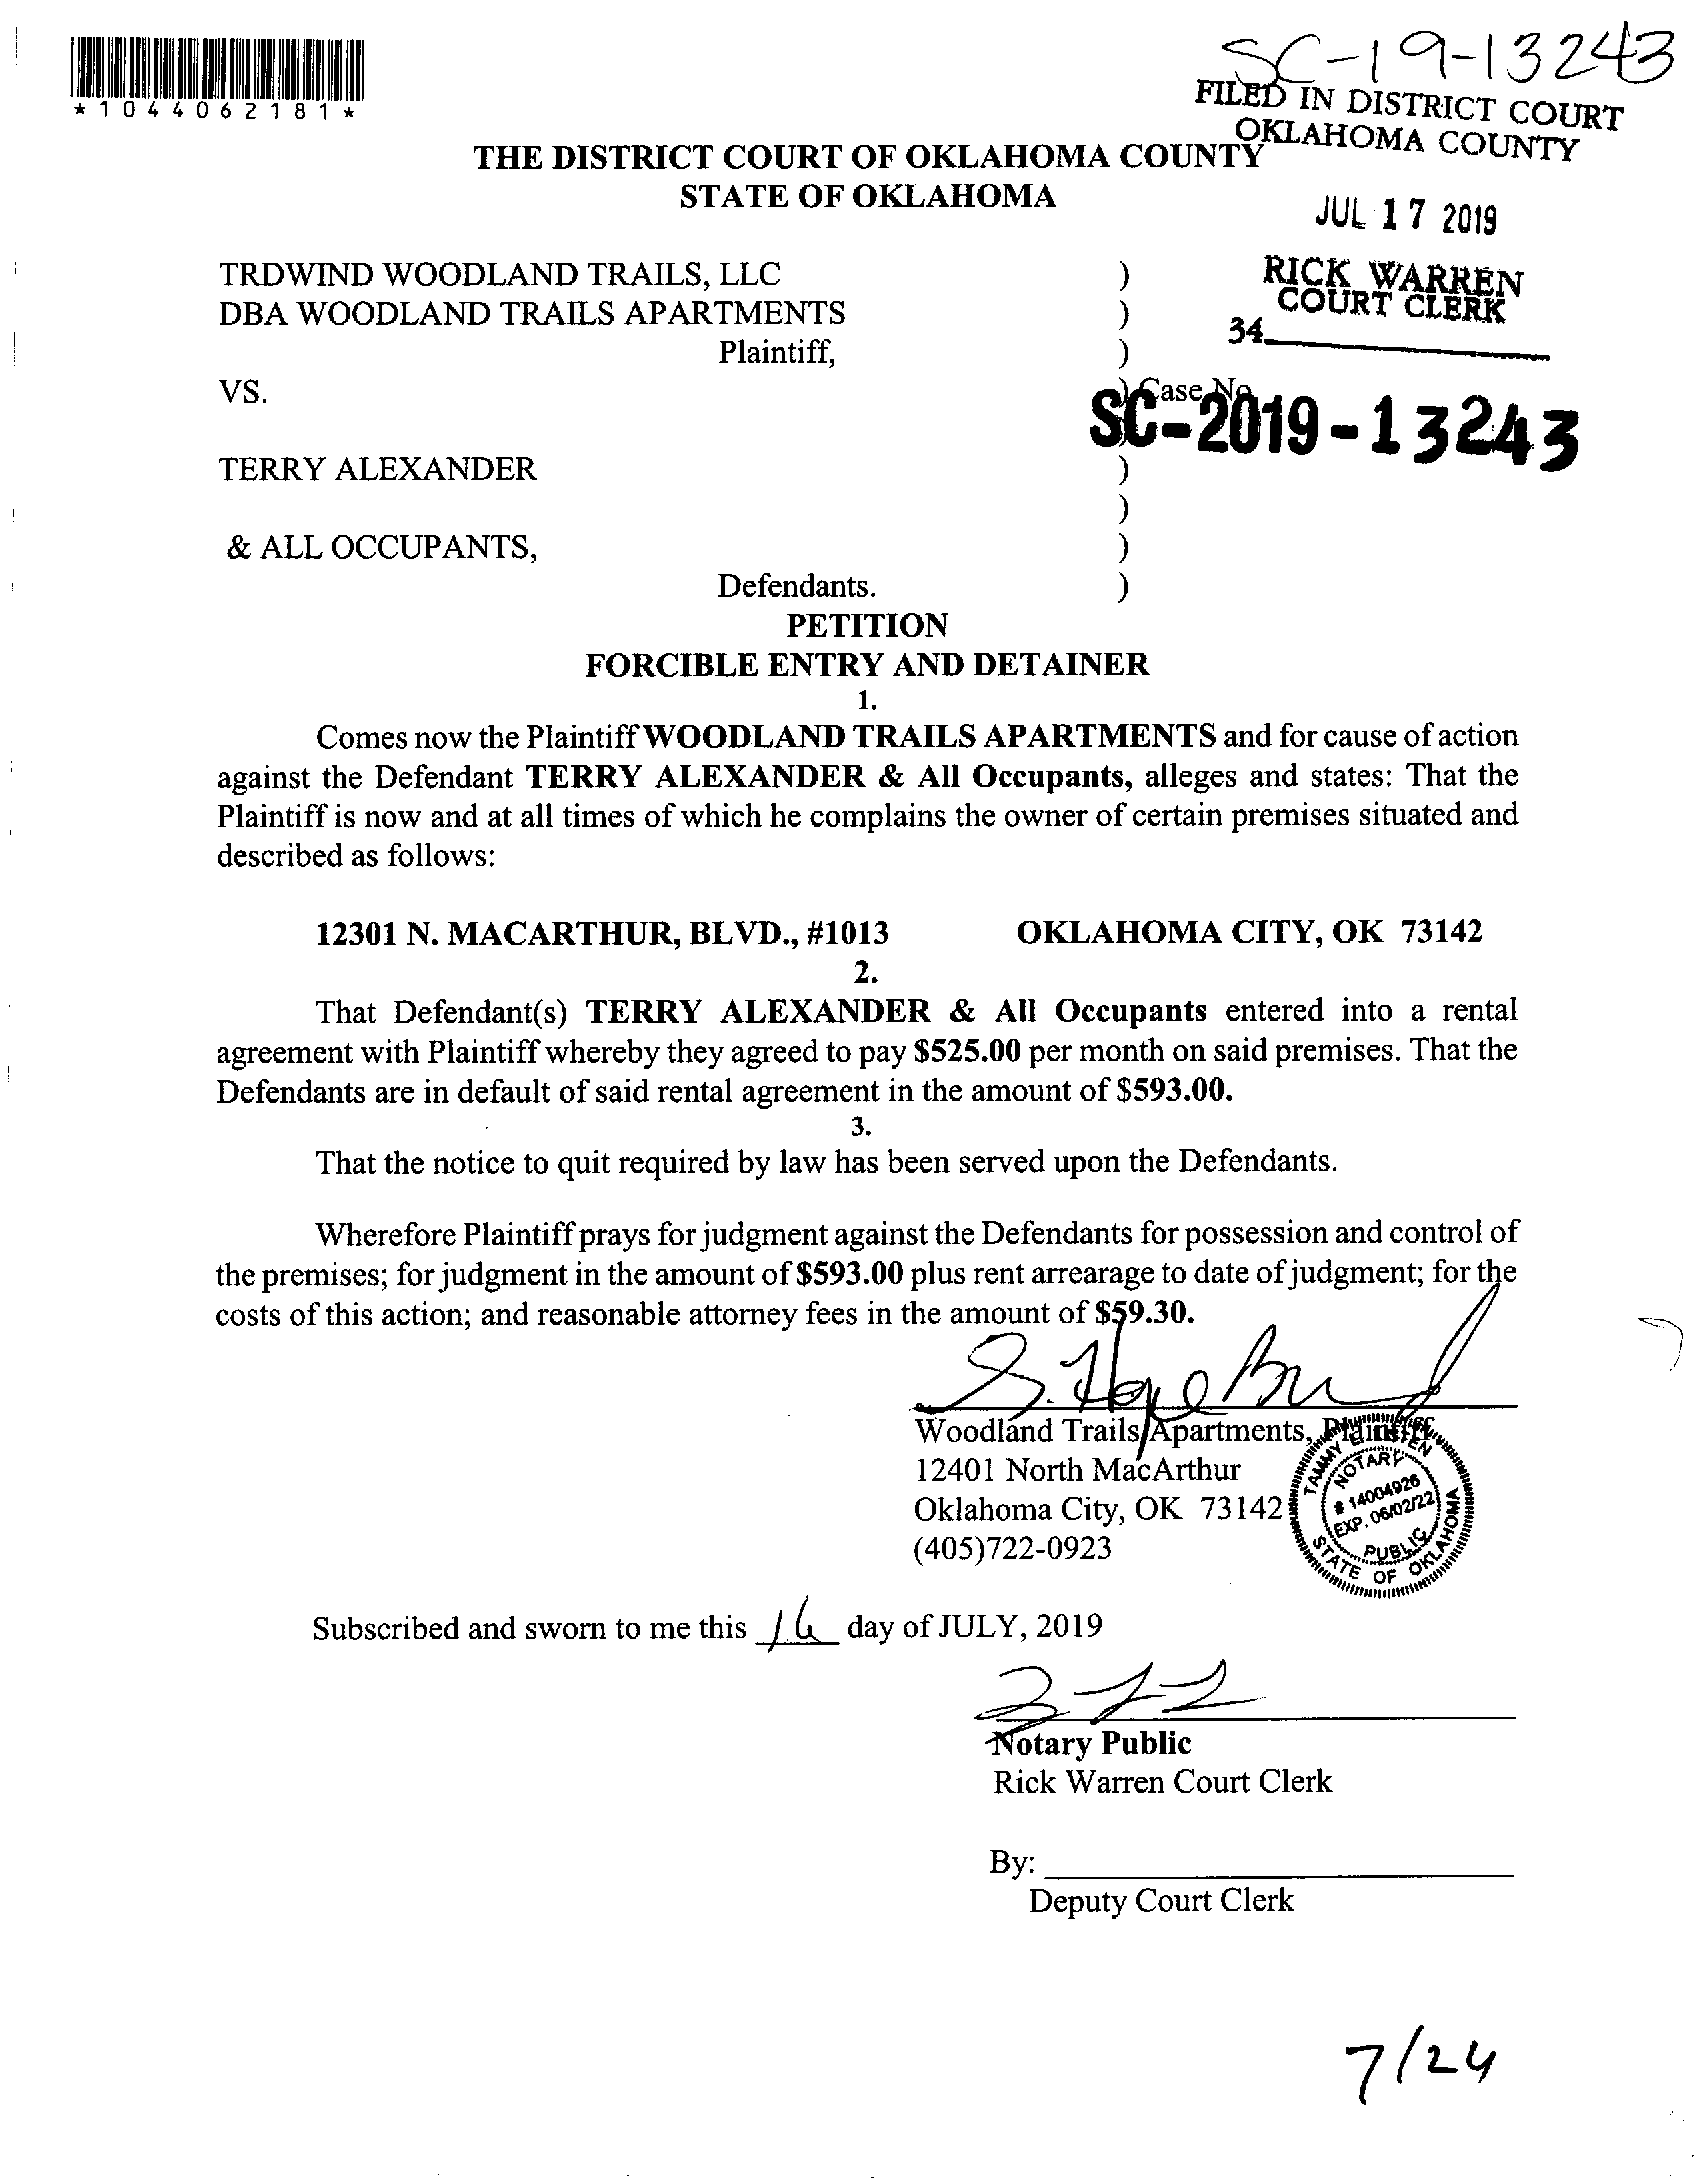 SC-19-13243
*1044062181*
FILED IN DISTRICT COURT
OKLAHOMA COUNTY
THE DISTRICT COURT OF OKLAHOMA COUNTY
STATE OF OKLAHOMA
JUL 17 2019
TRDWIND WOODLAND TRAILS, LLC )
RICK WARREN
COURT CLERK
DBA WOODLAND TRAILS APARTMENTS )
34
Plaintiff, )
VS. ) Case No.
SC-2019-13243
TERRY ALEXANDER )
)
& ALL OCCUPANTS, )
Defendants. )
PETITION
FORCIBLE ENTRY AND DETAINER
1.
Comes now the Plaintiff WOODLAND TRAILS APARTMENTS and for cause of action
against the Defendant TERRY ALEXANDER & All Occupants, alleges and states: That the
Plaintiff is now and at all times of which he complains the owner of certain premises situated and
described as follows:
12301 N. MACARTHUR, BLVD., #1013 OKLAHOMA CITY, OK 73142
2.
That Defendant(s) TERRY ALEXANDER & All Occupants entered into a rental
agreement with Plaintiff whereby they agreed to pay $525.00 per month on said premises. That the
Defendants are in default of said rental agreement in the amount of $593.00.
3.
That the notice to quit required by law has been served upon the Defendants.
Wherefore Plaintiff prays for judgment against the Defendants for possession and control of
the premises; for judgment in the amount of $593.00 plus rent arrearage to date of judgment; for the
costs of this action; and reasonable attorney fees in the amount of $59.30.
Woodland Trails Apartments, Plaintiff
12401 North MacArthur
Oklahoma City, OK 73142
(405)722-0923
TAMMY
NOTARY
# 14004926
EXP. 06/02/22
PUBLIC
STATE OF OKLAHOMA
Subscribed and sworn to me this 16 day of JULY, 2019
Notary Public
Rick Warren Court Clerk
By:
Deputy Court Clerk
7/24